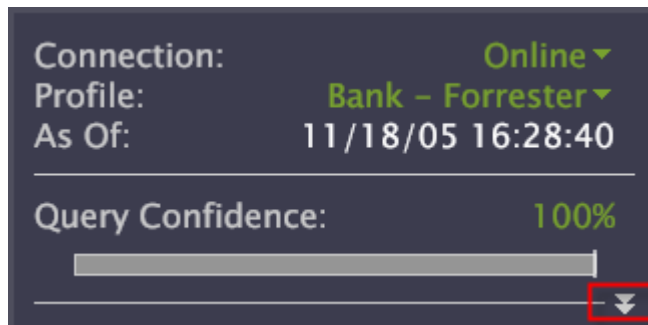 Connection: Online
Profile: Bank – Forrester
As Of: 11/18/05 16:28:40
Query Confidence: 100%